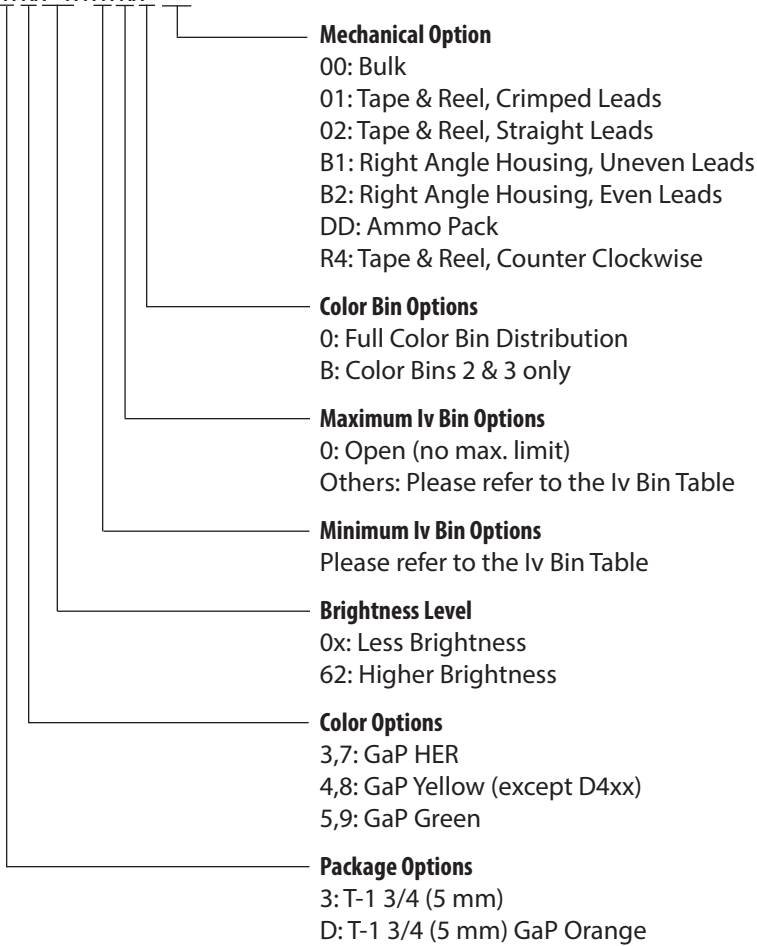 Mechanical Option
00: Bulk
01: Tape & Reel, Crimped Leads
02: Tape & Reel, Straight Leads
B1: Right Angle Housing, Uneven Leads
B2: Right Angle Housing, Even Leads
DD: Ammo Pack
R4: Tape & Reel, Counter Clockwise
Color Bin Options
0: Full Color Bin Distribution
B: Color Bins 2 & 3 only
Maximum Iv Bin Options
0: Open (no max. limit)
Others: Please refer to the Iv Bin Table
Minimum Iv Bin Options
Please refer to the Iv Bin Table
Brightness Level
0x: Less Brightness
62: Higher Brightness
Color Options
3,7: GaP HER
4,8: GaP Yellow (except D4xx)
5,9: GaP Green
Package Options
3: T-1 3/4 (5 mm)
D: T-1 3/4 (5 mm) GaP Orange